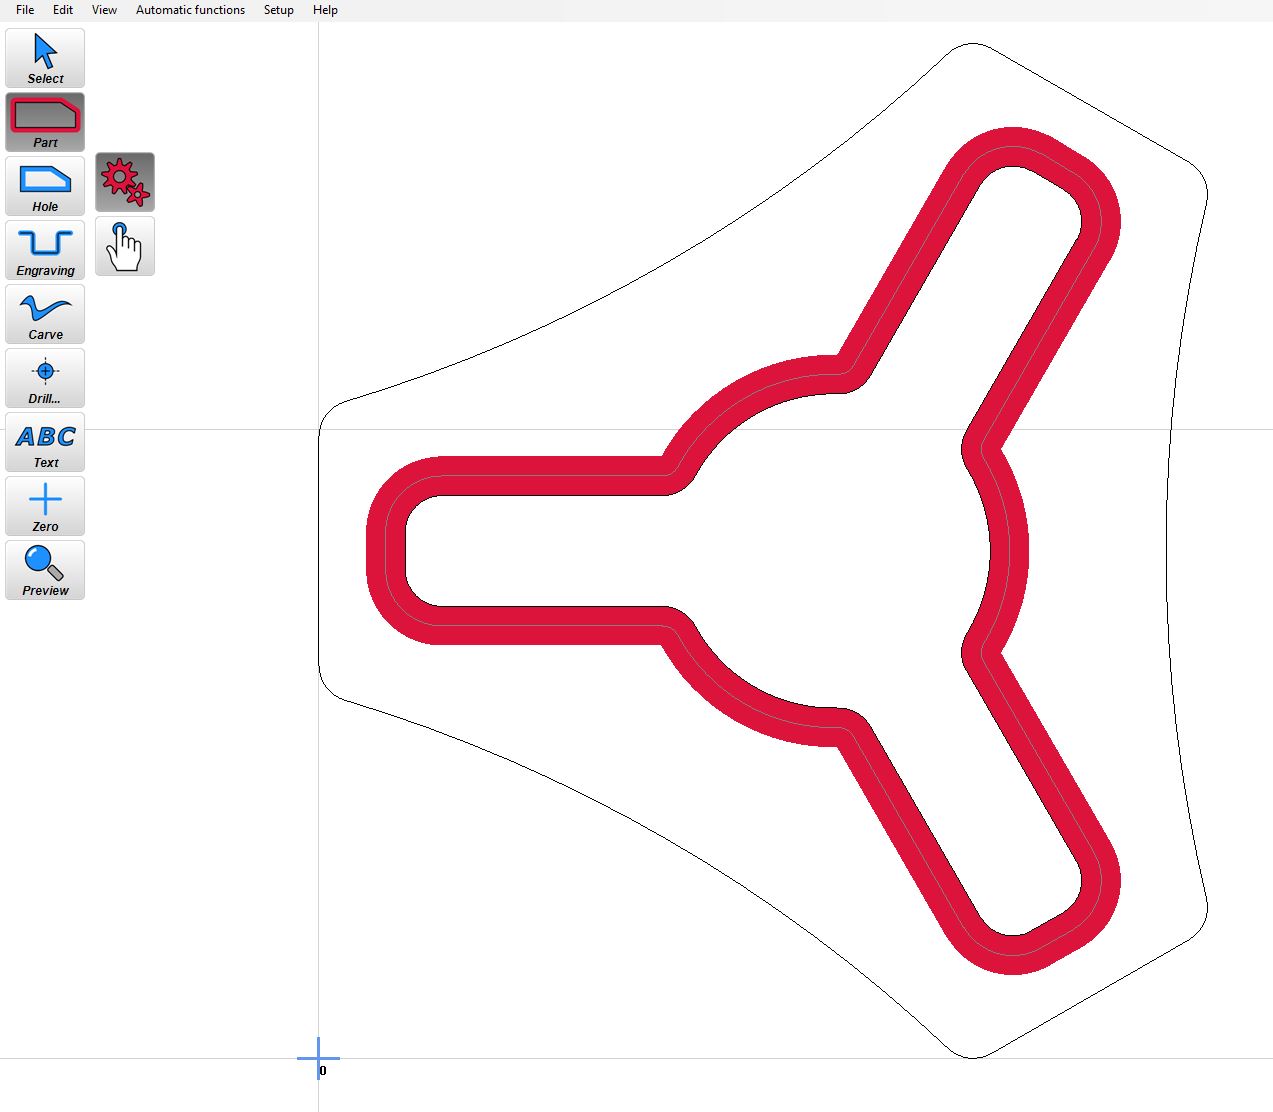 File Edit View Automatic functions Setup Help
Select
Part
Hole
Engraving
Carve
Drill...
ABC
Text
Zero
Preview
0